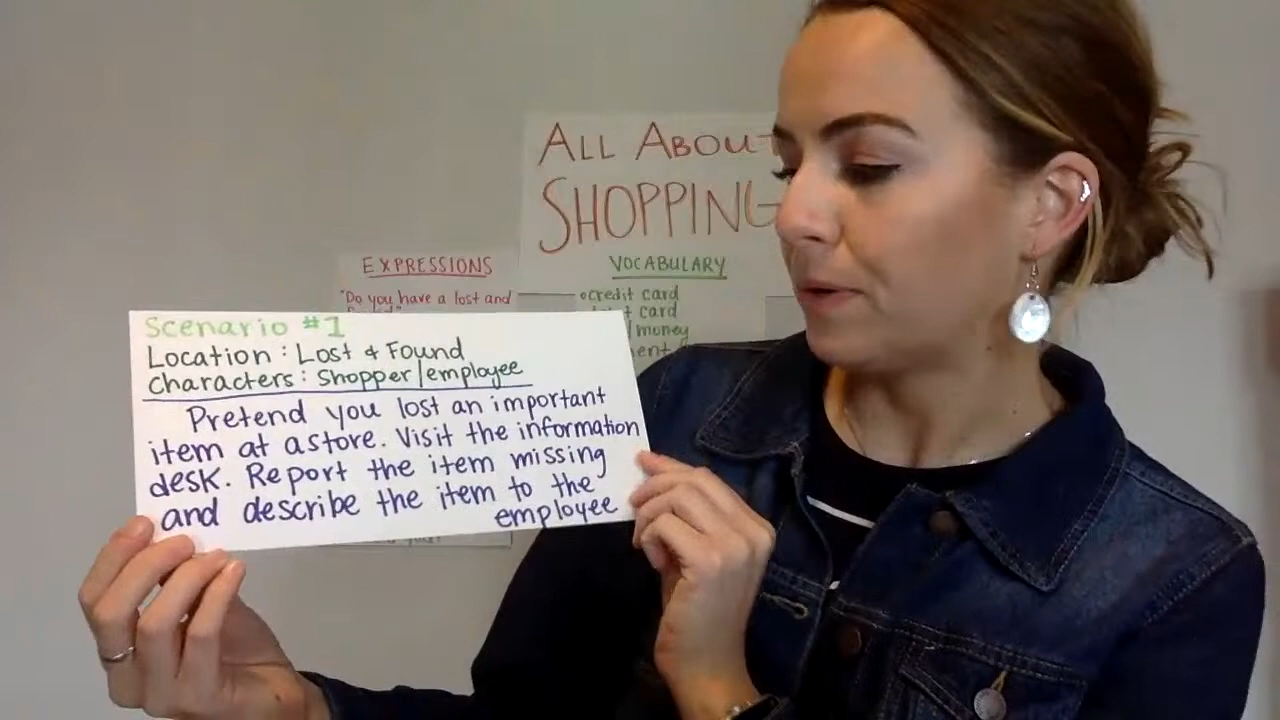 ALL ABOUT
SHOPPING
EXPRESSIONS
"Do you have a lost and
VOCABULARY
◦credit card
card
/money
Scenario #1
Location: Lost & Found
Characters: Shopper/employee
Pretend you lost an important
item at a store. Visit the information
desk. Report the item missing
and describe the item to the
employee